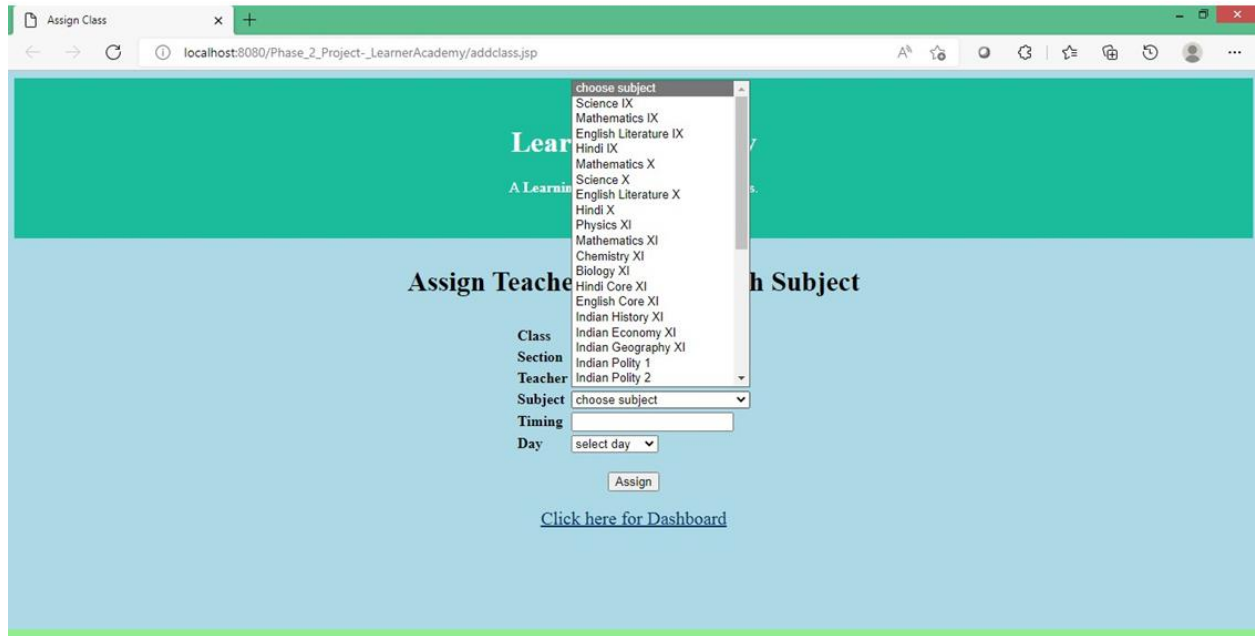 Assign Class
localhost:8080/Phase_2_Project-_LearnerAcademy/addclass.jsp
choose subject
Science IX
Mathematics IX
English Literature IX
Hindi IX
Mathematics X
Science X
English Literature X
Hindi X
Physics XI
Mathematics XI
Chemistry XI
Biology XI
Hindi Core XI
English Core XI
Indian History XI
Indian Economy XI
Indian Geography XI
Indian Polity 1
Indian Polity 2
Lear y
A Learnin s.
Assign Teache h Subject
Class
Section
Teacher
Subject choose subject
Timing
Day select day
Assign
Click here for Dashboard